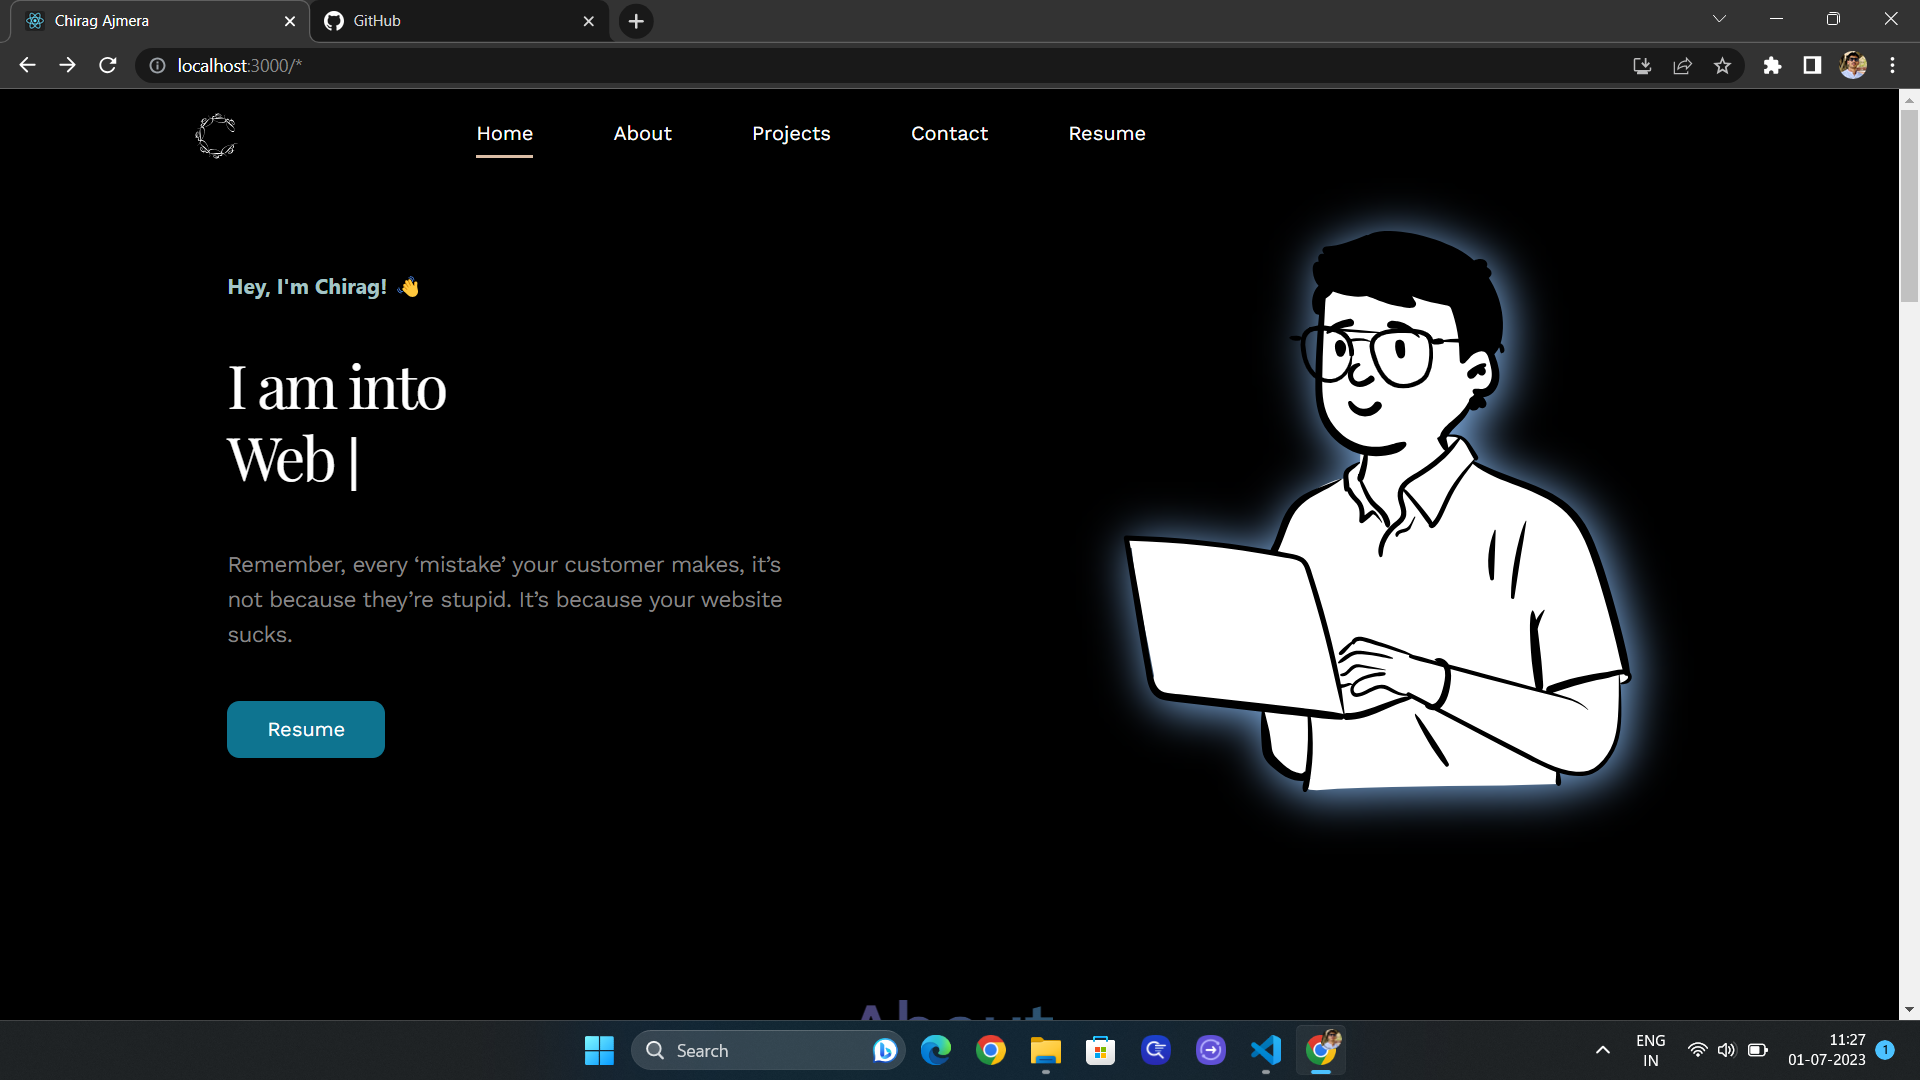 Chirag Ajmera
GitHub
localhost:3000/*
Home About Projects Contact Resume
Hey, I'm Chirag! 👋
I am into
Web |
Remember, every ‘mistake’ your customer makes, it’s
not because they’re stupid. It’s because your website
sucks.
Resume
About
Search
ENG
IN
11:27
01-07-2023
1